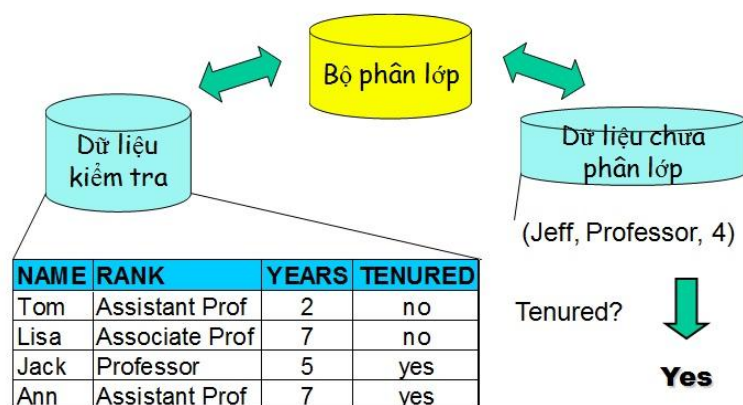 Bộ phân lớp
Dữ liệu
kiểm tra
Dữ liệu chưa
phân lớp
(Jeff, Professor, 4)
NAME RANK YEARS TENURED
Tom Assistant Prof 2 no
Lisa Associate Prof 7 no
Jack Professor 5 yes
Ann Assistant Prof 7 yes
Tenured?
Yes